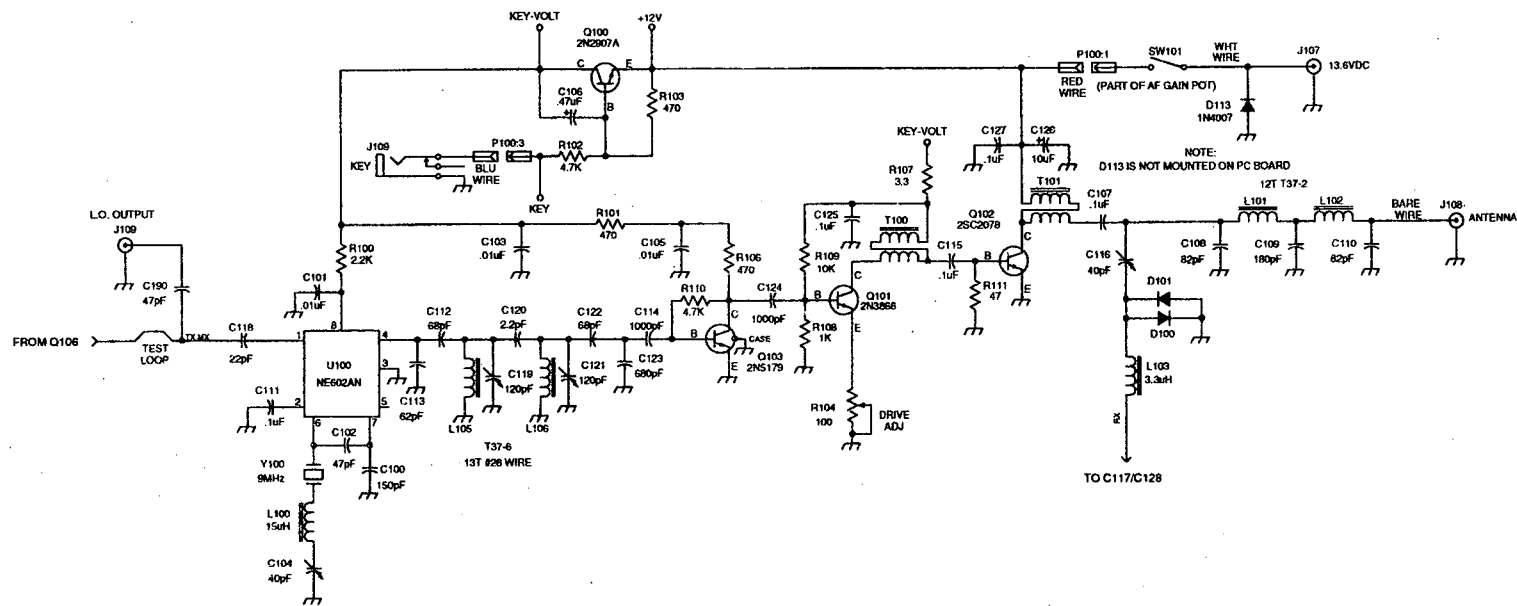 KEY-VOLT
+12V
Q100
2N2907A
C
E
B
C106
.47uF
+
R103
470
P100:1
SW101
WHT
WIRE
J107
13.6VDC
RED
WIRE
(PART OF AF GAIN POT)
D113
1N4007
NOTE:
D113 IS NOT MOUNTED ON PC BOARD
J109
KEY
P100:3
BLU
WIRE
R102
4.7K
KEY
KEY-VOLT
R107
3.3
C127
.1uF
C126
+
10uF
T101
C107
.1uF
12T T37-2
L101
L102
BARE
WIRE
J108
ANTENNA
L.O. OUTPUT
J109
R101
470
C103
.01uF
C105
.01uF
R100
2.2K
R106
470
C125
.1uF
T100
Q102
2SC2078
C
B
E
C115
.1uF
R111
47
C108
82pF
C109
180pF
C110
82pF
C116
40pF
D101
D100
C190
47pF
C101
.01uF
R109
10K
R110
4.7K
C124
1000pF
B
C
E
Q101
2N3866
R108
1K
FROM Q106
TEST
LOOP
TX MX
C118
22pF
1
8
4
3
5
2
6
7
U100
NE602AN
C112
68pF
C120
2.2pF
C122
68pF
C114
1000pF
B
C
CASE
E
Q103
2N5179
C113
62pF
C119
120pF
C121
120pF
C123
680pF
L103
3.3uH
C111
.1uF
L105
L106
R104
100
DRIVE
ADJ
RX
C102
47pF
T37-6
13T #28 WIRE
Y100
9MHz
C100
150pF
TO C117/C128
L100
15uH
C104
40pF